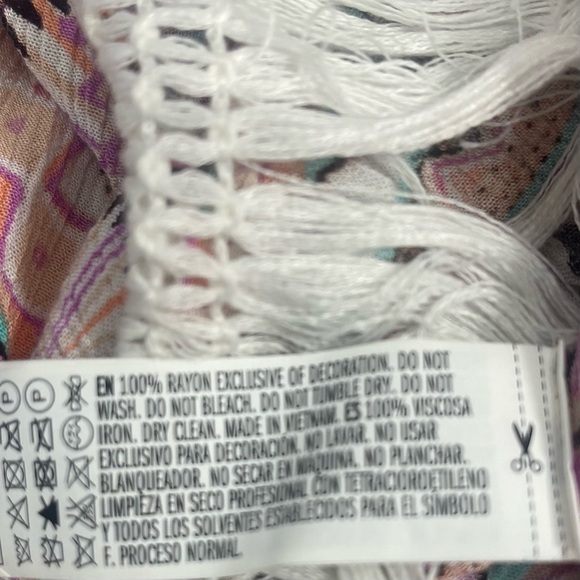 EN 100% RAYON EXCLUSIVE OF DECORATION. DO NOT
WASH. DO NOT BLEACH. DO NOT TUMBLE DRY. DO NOT
IRON. DRY CLEAN. MADE IN VIETNAM. ES 100% VISCOSA
EXCLUSIVO PARA DECORACIÓN. NO LAVAR. NO USAR
BLANQUEADOR. NO SECAR EN MÁQUINA. NO PLANCHAR.
LIMPIEZA EN SECO PROFESIONAL CON TETRACLOROETILENO
Y TODOS LOS SOLVENTES ESTABLECIDOS PARA EL SÍMBOLO
F. PROCESO NORMAL.
P P